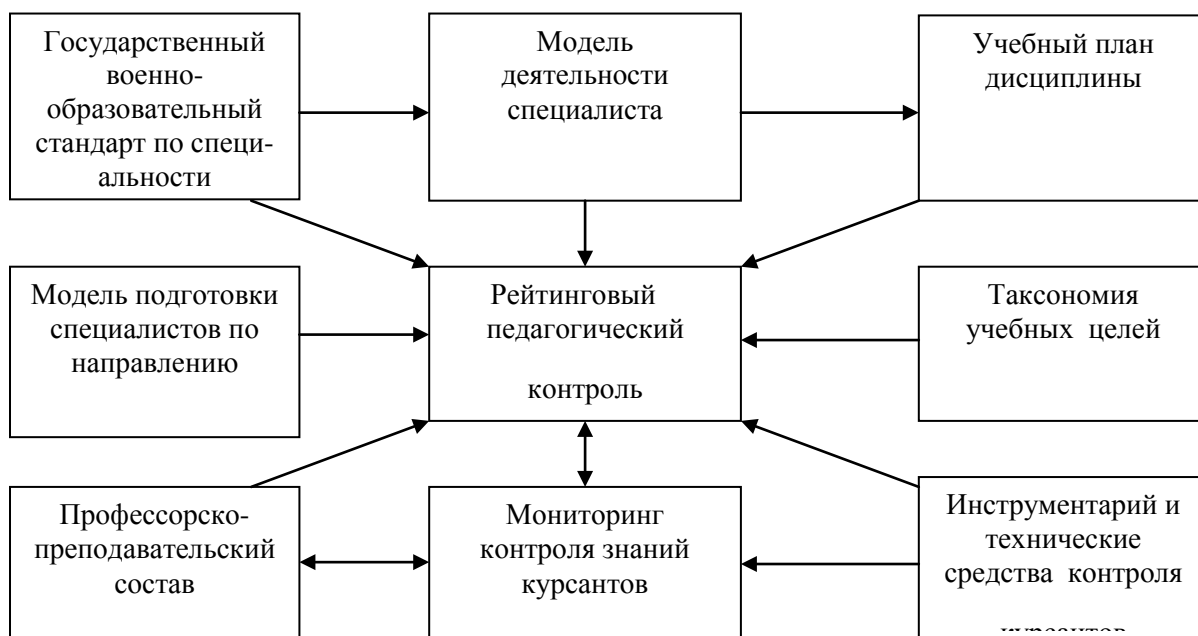 Государственный
военно-
образовательный
стандарт по специ-
альности
Модель
деятельности
специалиста
Учебный план
дисциплины
Модель подготовки
специалистов по
направлению
Рейтинговый
педагогический
контроль
Таксономия
учебных целей
Профессорско-
преподавательский
состав
Мониторинг
контроля знаний
курсантов
Инструментарий и
технические
средства контроля
курсантов